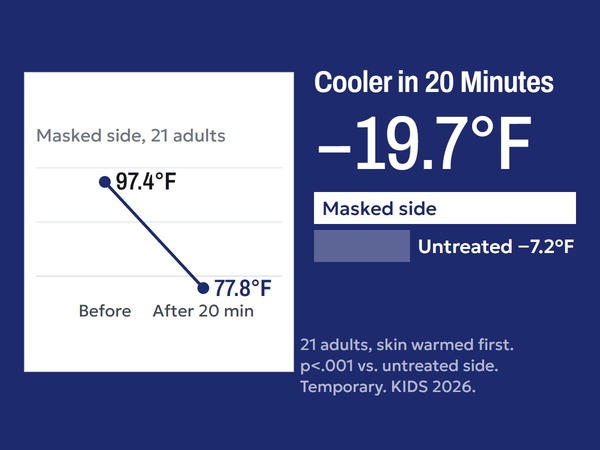 Masked side, 21 adults
97.4°F
77.8°F
Before After 20 min
Cooler in 20 Minutes
−19.7°F
Masked side
Untreated −7.2°F
21 adults, skin warmed first.
p<.001 vs. untreated side.
Temporary. KIDS 2026.